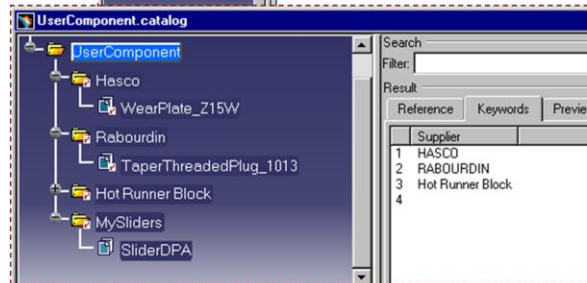 UserComponent.catalog
UserComponent
Hasco
WearPlate_Z15W
Rabourdin
TaperThreadedPlug_1013
Hot Runner Block
MySliders
SliderDPA
Search
Filter:
Result
Reference Keywords Previe
Supplier
1 HASCO
2 RABOURDIN
3 Hot Runner Block
4